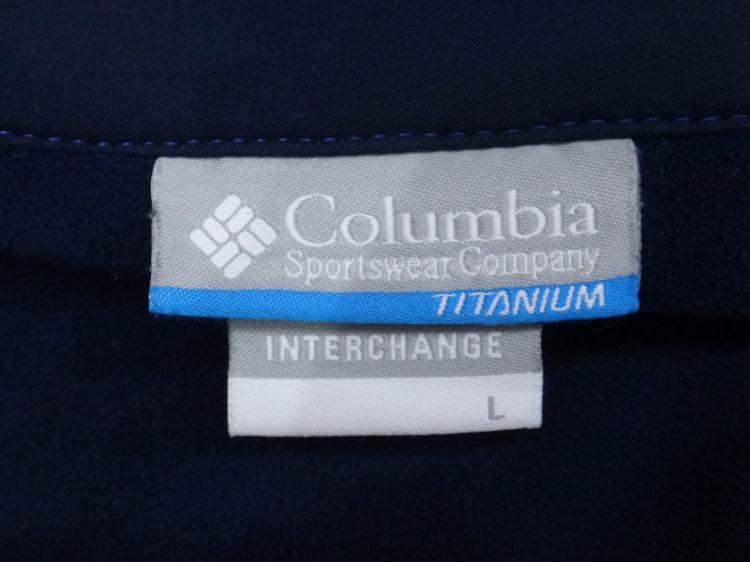 Columbia
Sportswear Company
TITANIUM
INTERCHANGE
L